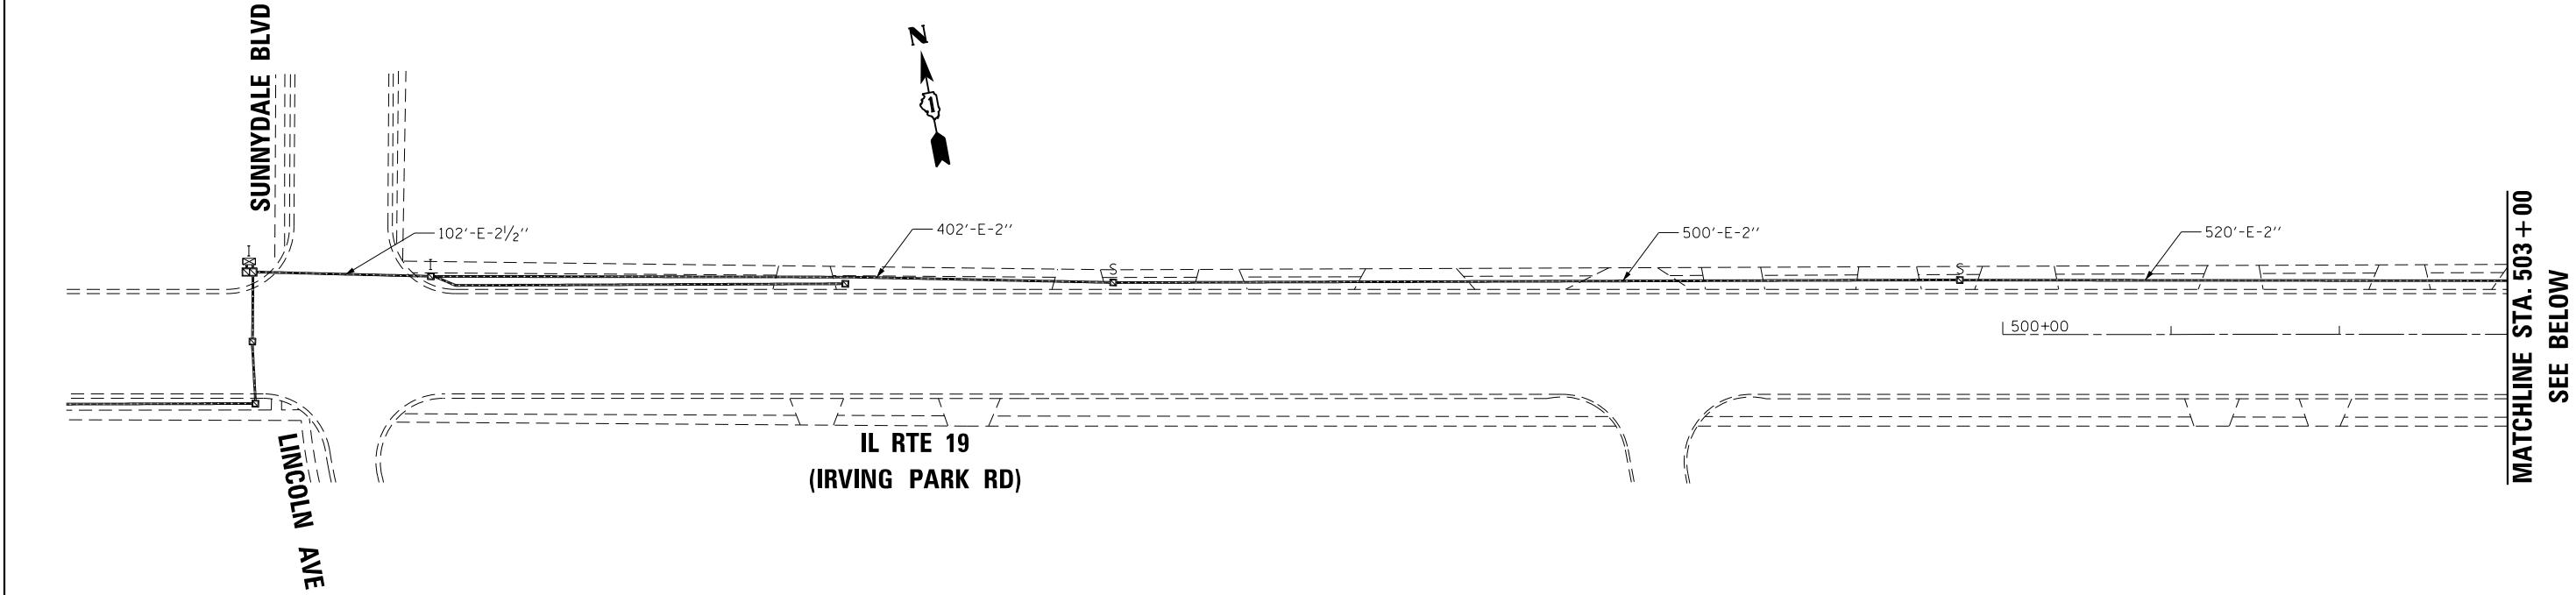 SUNNYDALE BLVD
N
1
102'-E-2½"
402'-E-2"
500'-E-2"
520'-E-2"
I
I
S
S
500+00
MATCHLINE STA. 503+00
SEE BELOW
IL RTE 19
(IRVING PARK RD)
LINCOLN AVE